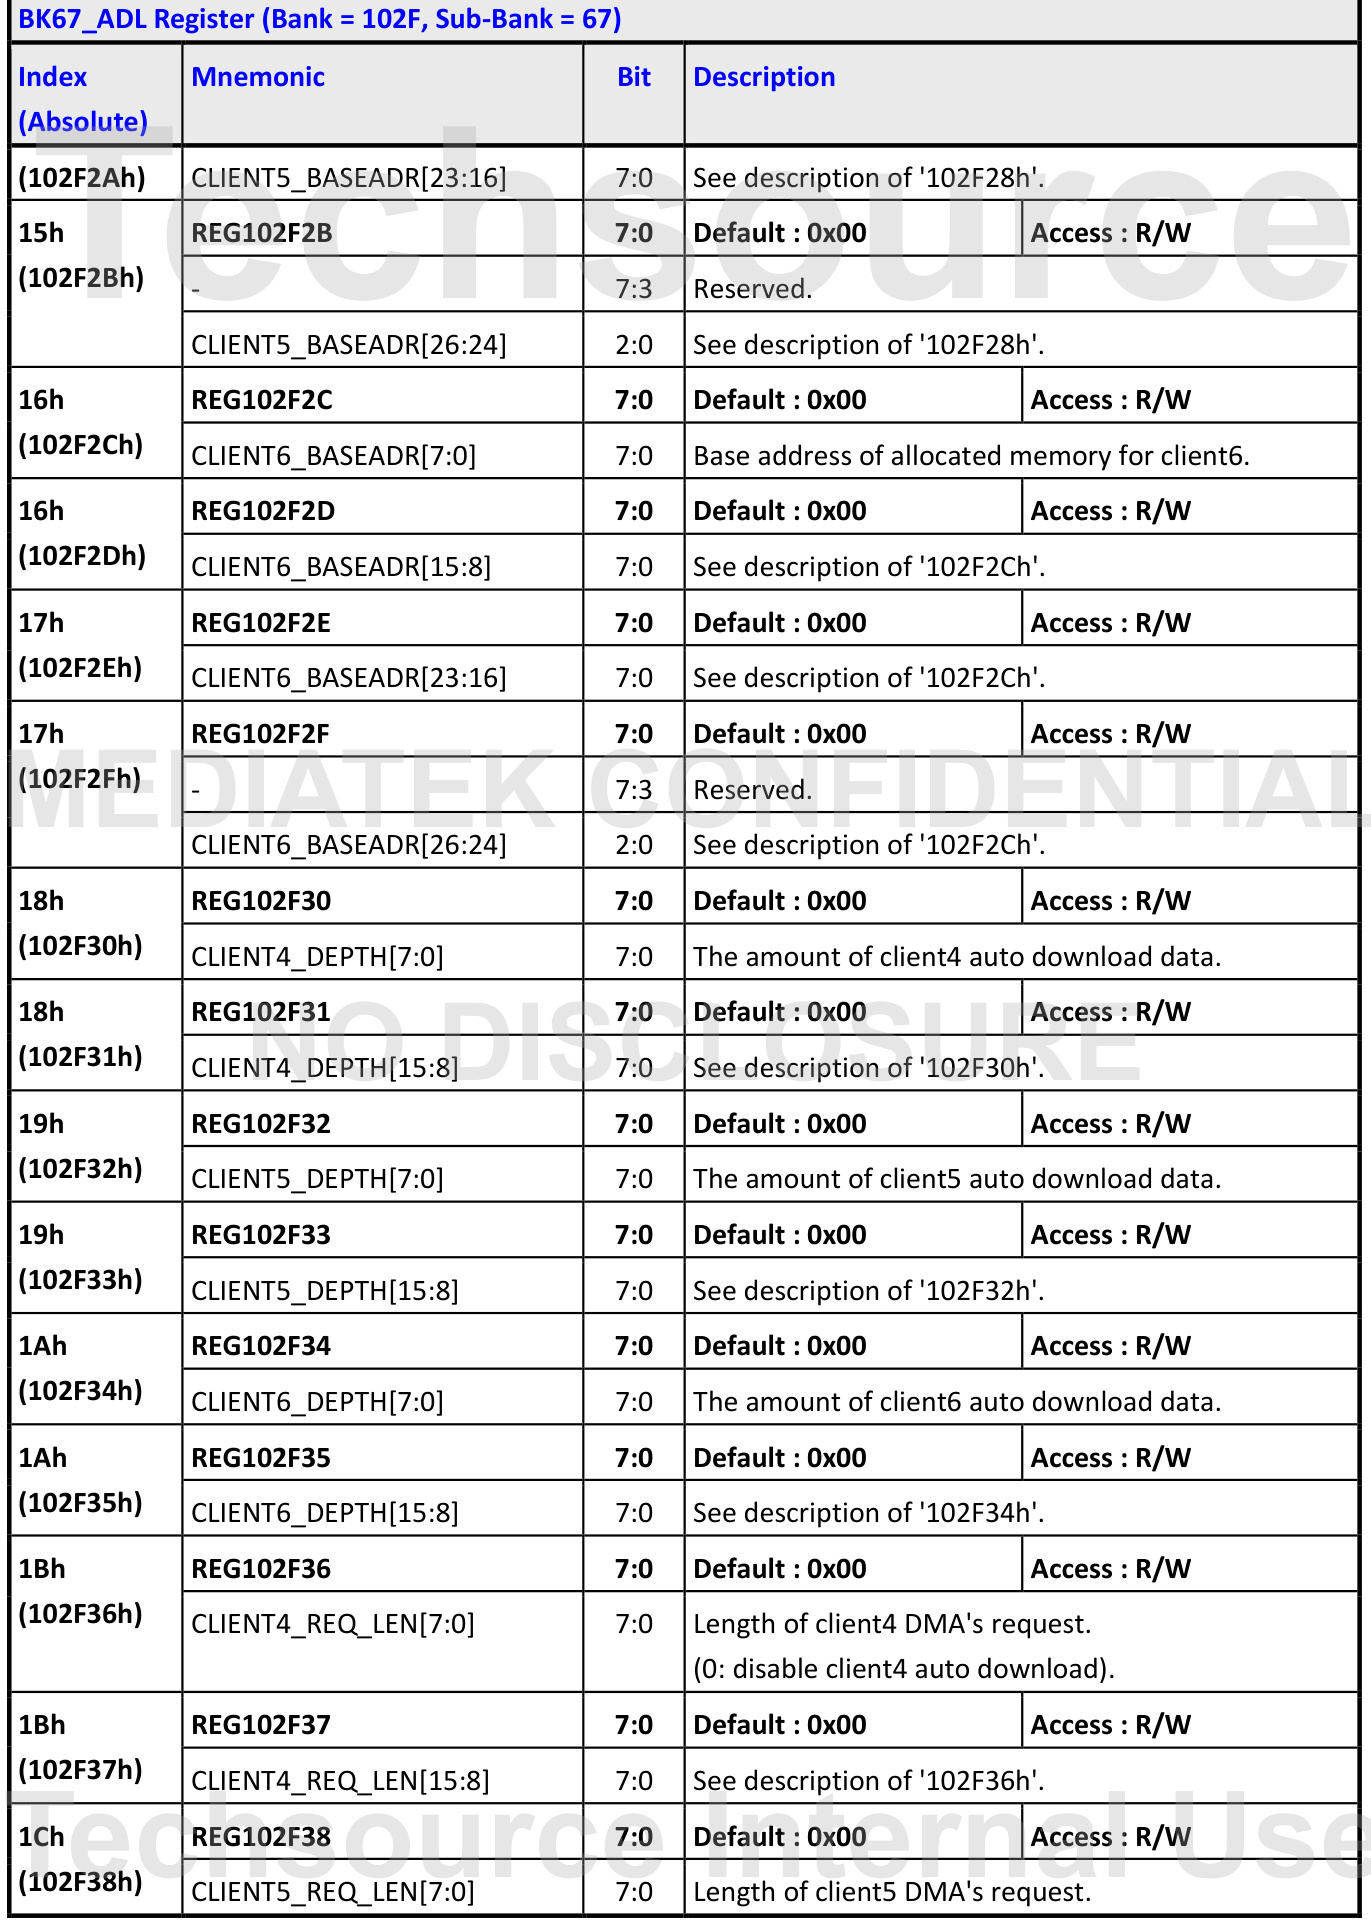 BK67_ADL Register (Bank = 102F, Sub-Bank = 67)
Index (Absolute) Mnemonic Bit Description
(102F2Ah) CLIENT5_BASEADR[23:16] 7:0 See description of '102F28h'.
15h REG102F2B 7:0 Default : 0x00 Access : R/W
(102F2Bh) - 7:3 Reserved.
CLIENT5_BASEADR[26:24] 2:0 See description of '102F28h'.
16h REG102F2C 7:0 Default : 0x00 Access : R/W
(102F2Ch) CLIENT6_BASEADR[7:0] 7:0 Base address of allocated memory for client6.
16h REG102F2D 7:0 Default : 0x00 Access : R/W
(102F2Dh) CLIENT6_BASEADR[15:8] 7:0 See description of '102F2Ch'.
17h REG102F2E 7:0 Default : 0x00 Access : R/W
(102F2Eh) CLIENT6_BASEADR[23:16] 7:0 See description of '102F2Ch'.
17h REG102F2F 7:0 Default : 0x00 Access : R/W
(102F2Fh) - 7:3 Reserved.
CLIENT6_BASEADR[26:24] 2:0 See description of '102F2Ch'.
18h REG102F30 7:0 Default : 0x00 Access : R/W
(102F30h) CLIENT4_DEPTH[7:0] 7:0 The amount of client4 auto download data.
18h REG102F31 7:0 Default : 0x00 Access : R/W
(102F31h) CLIENT4_DEPTH[15:8] 7:0 See description of '102F30h'.
19h REG102F32 7:0 Default : 0x00 Access : R/W
(102F32h) CLIENT5_DEPTH[7:0] 7:0 The amount of client5 auto download data.
19h REG102F33 7:0 Default : 0x00 Access : R/W
(102F33h) CLIENT5_DEPTH[15:8] 7:0 See description of '102F32h'.
1Ah REG102F34 7:0 Default : 0x00 Access : R/W
(102F34h) CLIENT6_DEPTH[7:0] 7:0 The amount of client6 auto download data.
1Ah REG102F35 7:0 Default : 0x00 Access : R/W
(102F35h) CLIENT6_DEPTH[15:8] 7:0 See description of '102F34h'.
1Bh REG102F36 7:0 Default : 0x00 Access : R/W
(102F36h) CLIENT4_REQ_LEN[7:0] 7:0 Length of client4 DMA's request.
(0: disable client4 auto download).
1Bh REG102F37 7:0 Default : 0x00 Access : R/W
(102F37h) CLIENT4_REQ_LEN[15:8] 7:0 See description of '102F36h'.
1Ch REG102F38 7:0 Default : 0x00 Access : R/W
(102F38h) CLIENT5_REQ_LEN[7:0] 7:0 Length of client5 DMA's request.
Techsource
MEDIATEK CONFIDENTIAL
NO DISCLOSURE
Techsource Internal Use